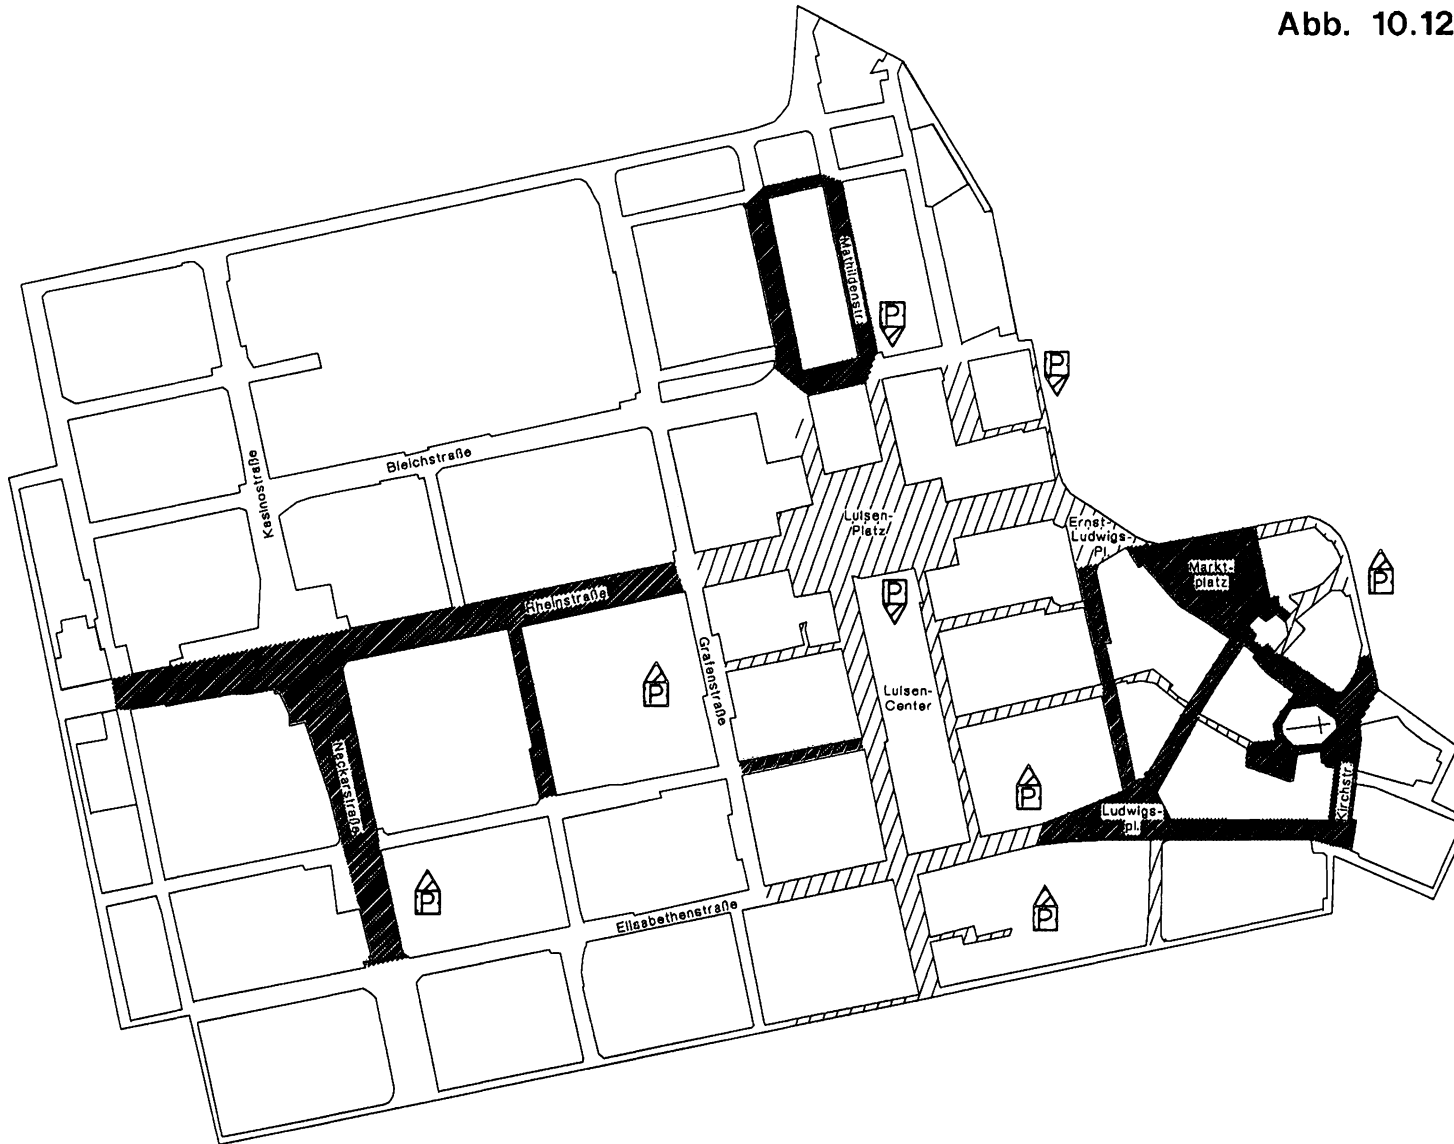 Abb. 10.12
Mathildenstr.
P
P
Kasinostraße
Bleichstraße
Luisen-
Platz
Ernst-
Ludwigs-
Pl.
Markt-
platz
P
P
Rheinstraße
Grafenstraße
P
Luisen-
Center
Neckarstraße
P
Ludwigs-
pl.
Kirchstr.
P
P
Elisabethenstraße